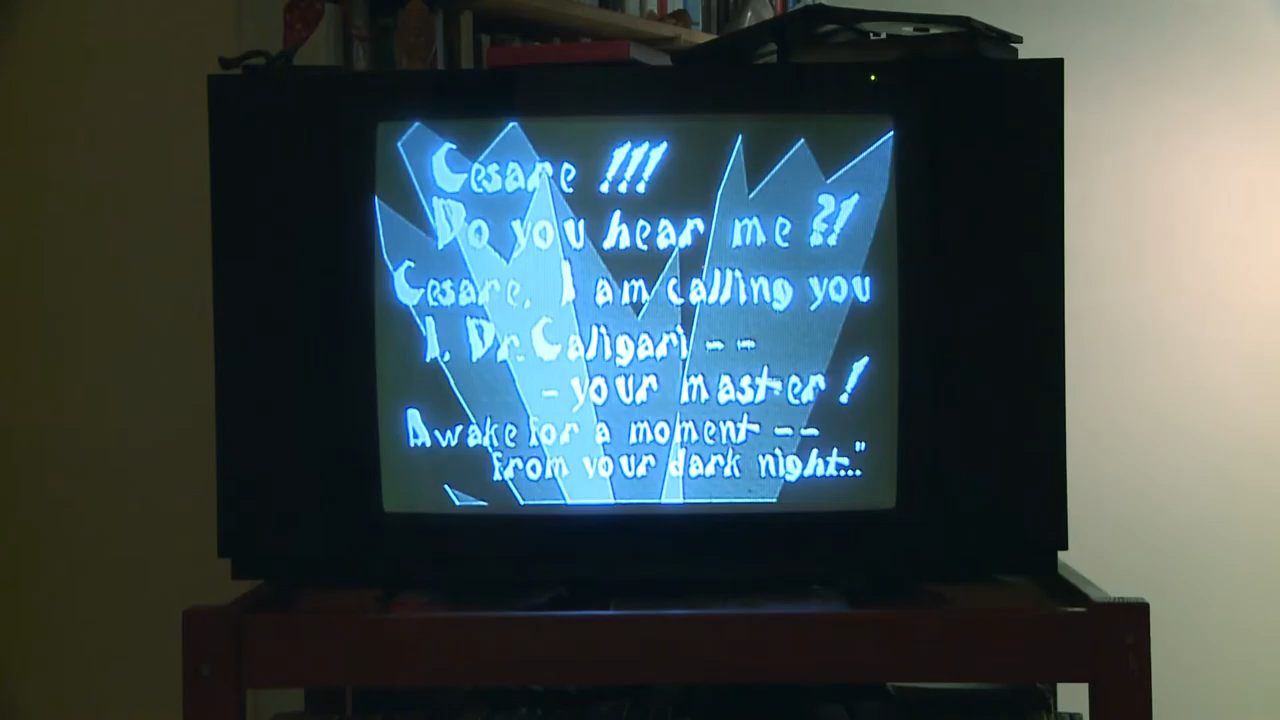 Cesare !!!
Do you hear me ?!
Cesare, I am calling you
I, Dr. Caligari --
- your master !
Awake for a moment --
from your dark night..."